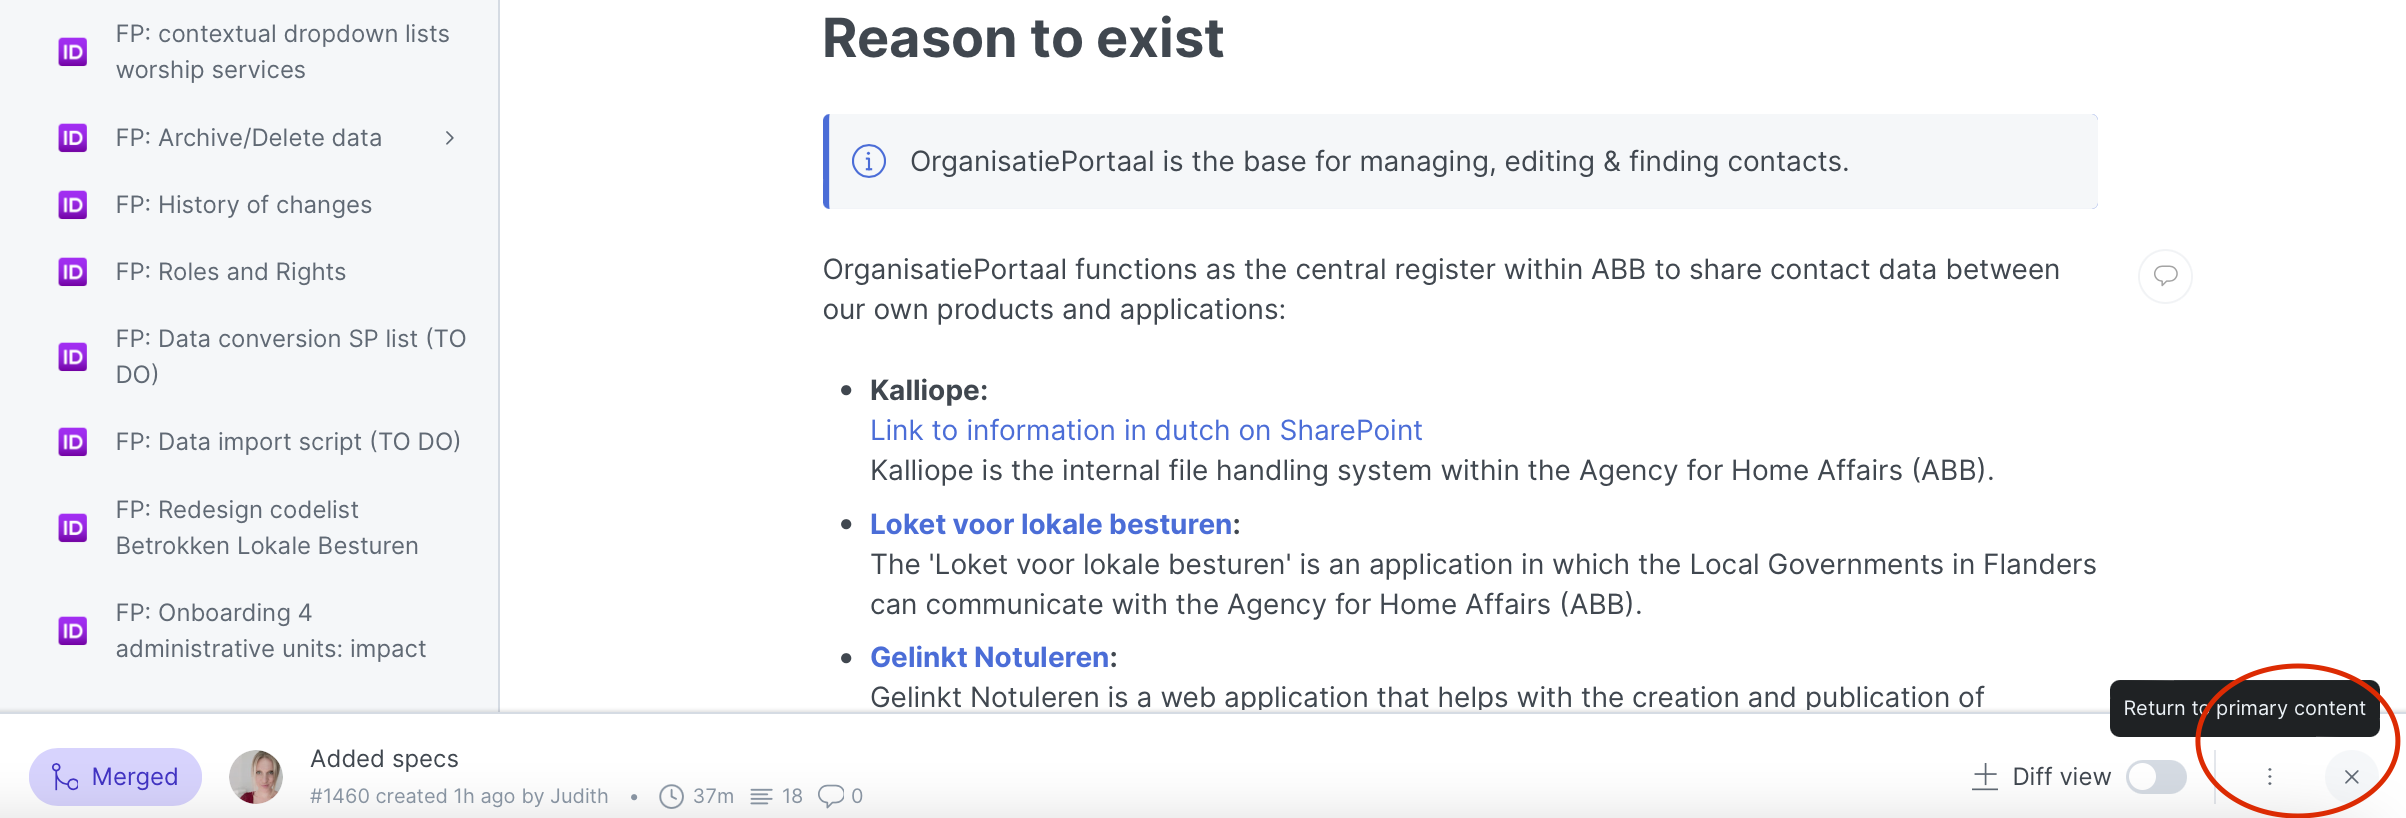 FP: contextual dropdown lists
worship services
FP: Archive/Delete data
FP: History of changes
FP: Roles and Rights
FP: Data conversion SP list (TO
DO)
FP: Data import script (TO DO)
FP: Redesign codelist
Betrokken Lokale Besturen
FP: Onboarding 4
administrative units: impact
ID
ID
ID
ID
ID
ID
ID
ID
Reason to exist
OrganisatiePortaal is the base for managing, editing & finding contacts.
OrganisatiePortaal functions as the central register within ABB to share contact data between
our own products and applications:
• Kalliope:
Link to information in dutch on SharePoint
Kalliope is the internal file handling system within the Agency for Home Affairs (ABB).
• Loket voor lokale besturen:
The 'Loket voor lokale besturen' is an application in which the Local Governments in Flanders
can communicate with the Agency for Home Affairs (ABB).
• Gelinkt Notuleren:
Gelinkt Notuleren is a web application that helps with the creation and publication of
Return to primary content
Merged
Added specs
#1460 created 1h ago by Judith • 37m 18 0
Diff view